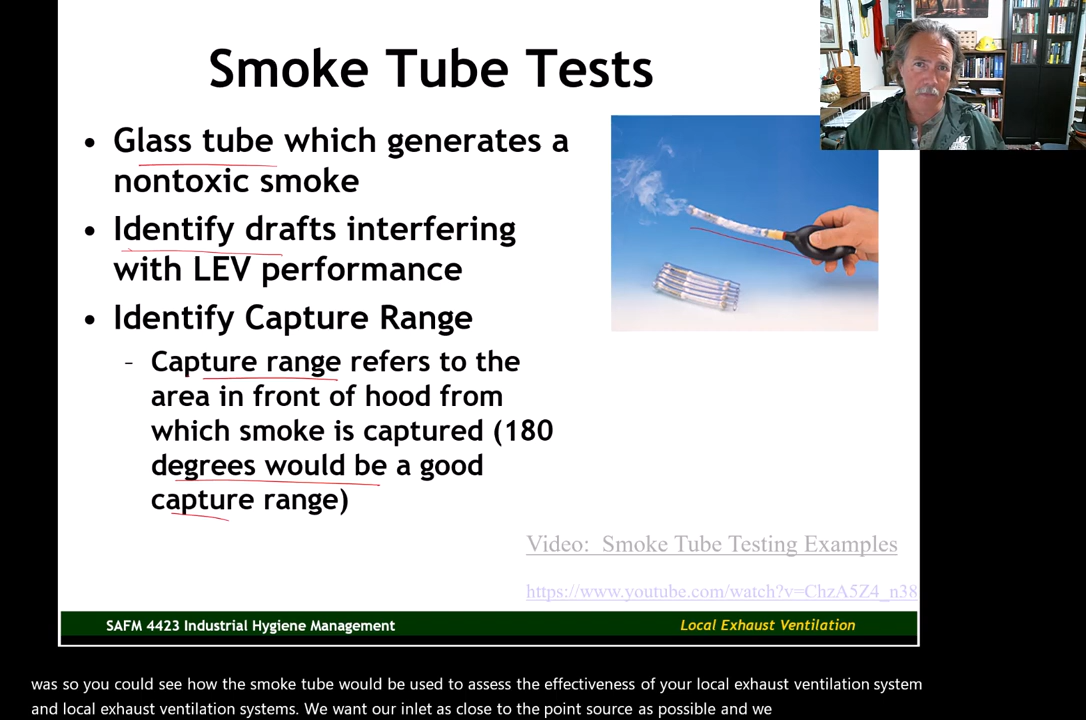 Smoke Tube Tests
• Glass tube which generates a
nontoxic smoke
• Identify drafts interfering
with LEV performance
• Identify Capture Range
- Capture range refers to the
area in front of hood from
which smoke is captured (180
degrees would be a good
capture range)
Video: Smoke Tube Testing Examples
https://www.youtube.com/watch?v=ChzA5Z4_n38
SAFM 4423 Industrial Hygiene Management
Local Exhaust Ventilation
was so you could see how the smoke tube would be used to assess the effectiveness of your local exhaust ventilation system
and local exhaust ventilation systems. We want our inlet as close to the point source as possible and we